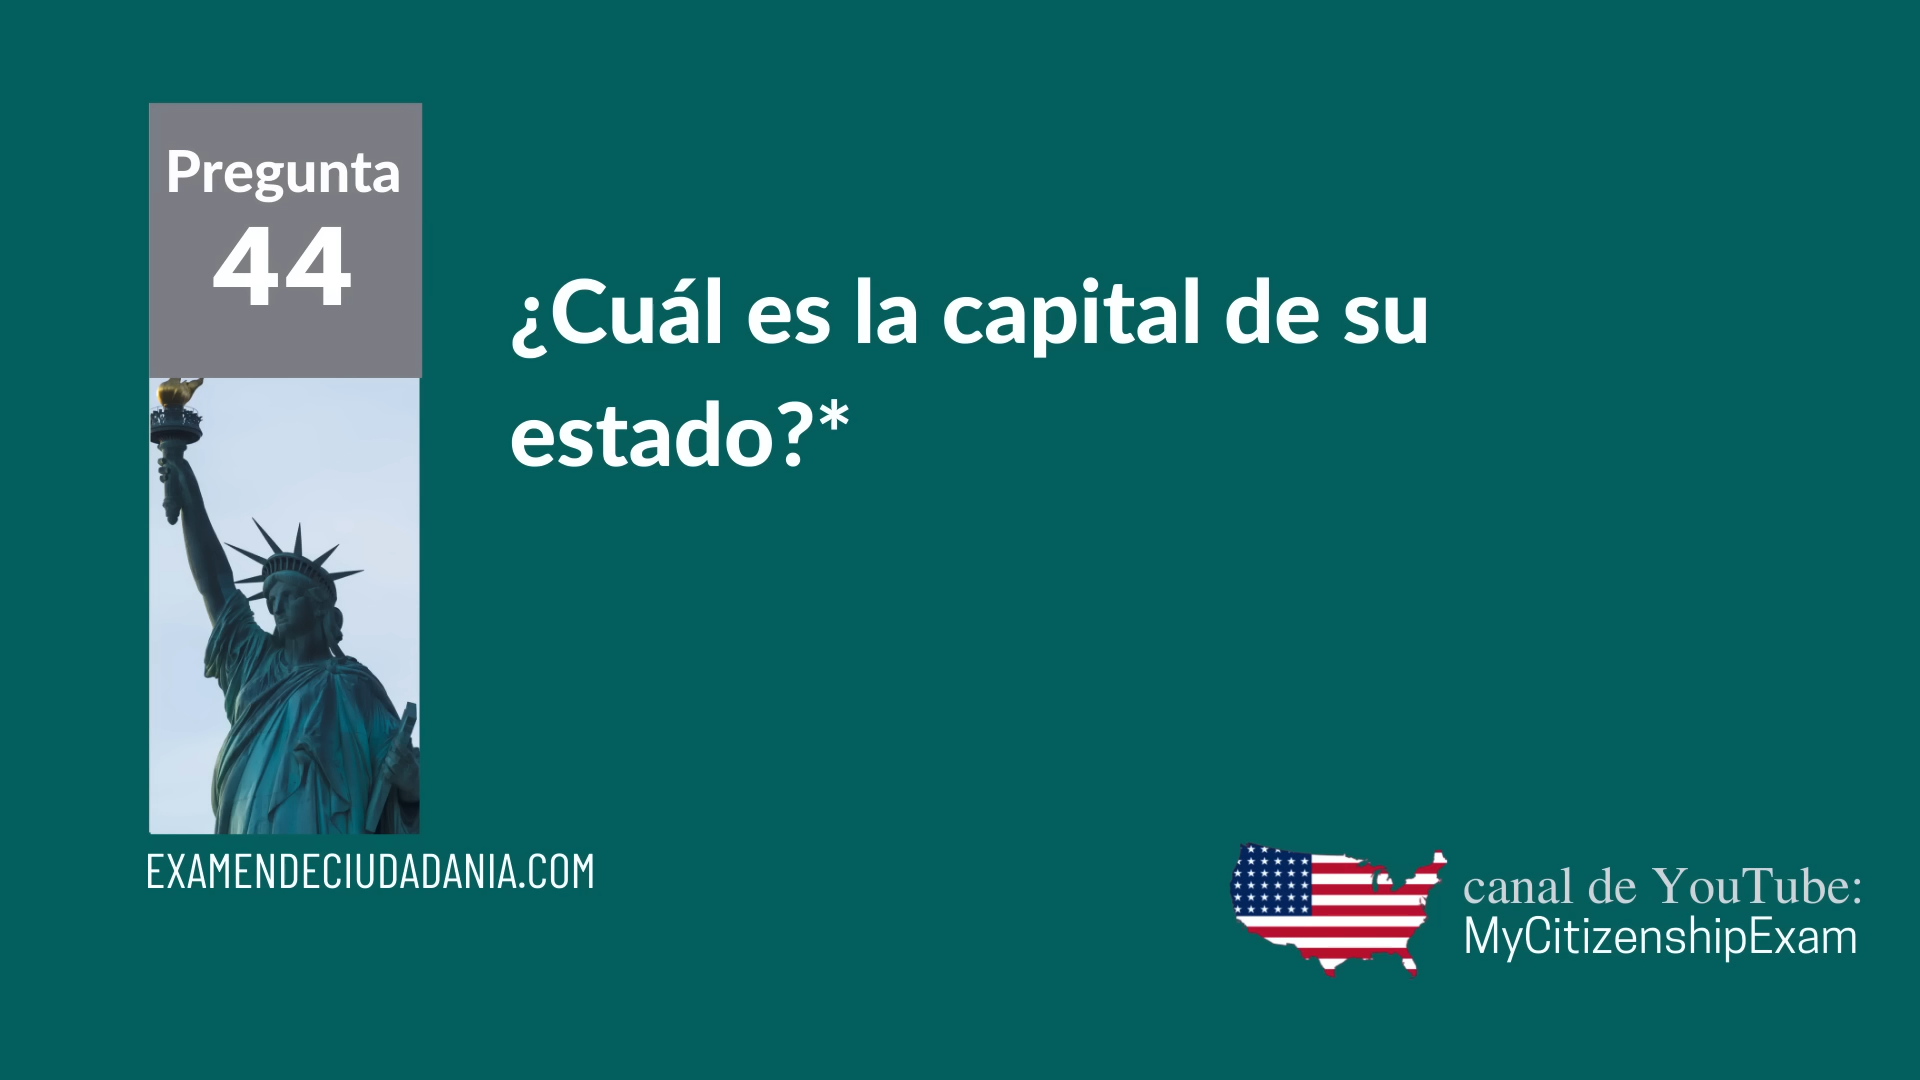 Pregunta
44
¿Cuál es la capital de su
estado?*
EXAMENDECIUDADANIA.COM
canal de YouTube:
MyCitizenshipExam